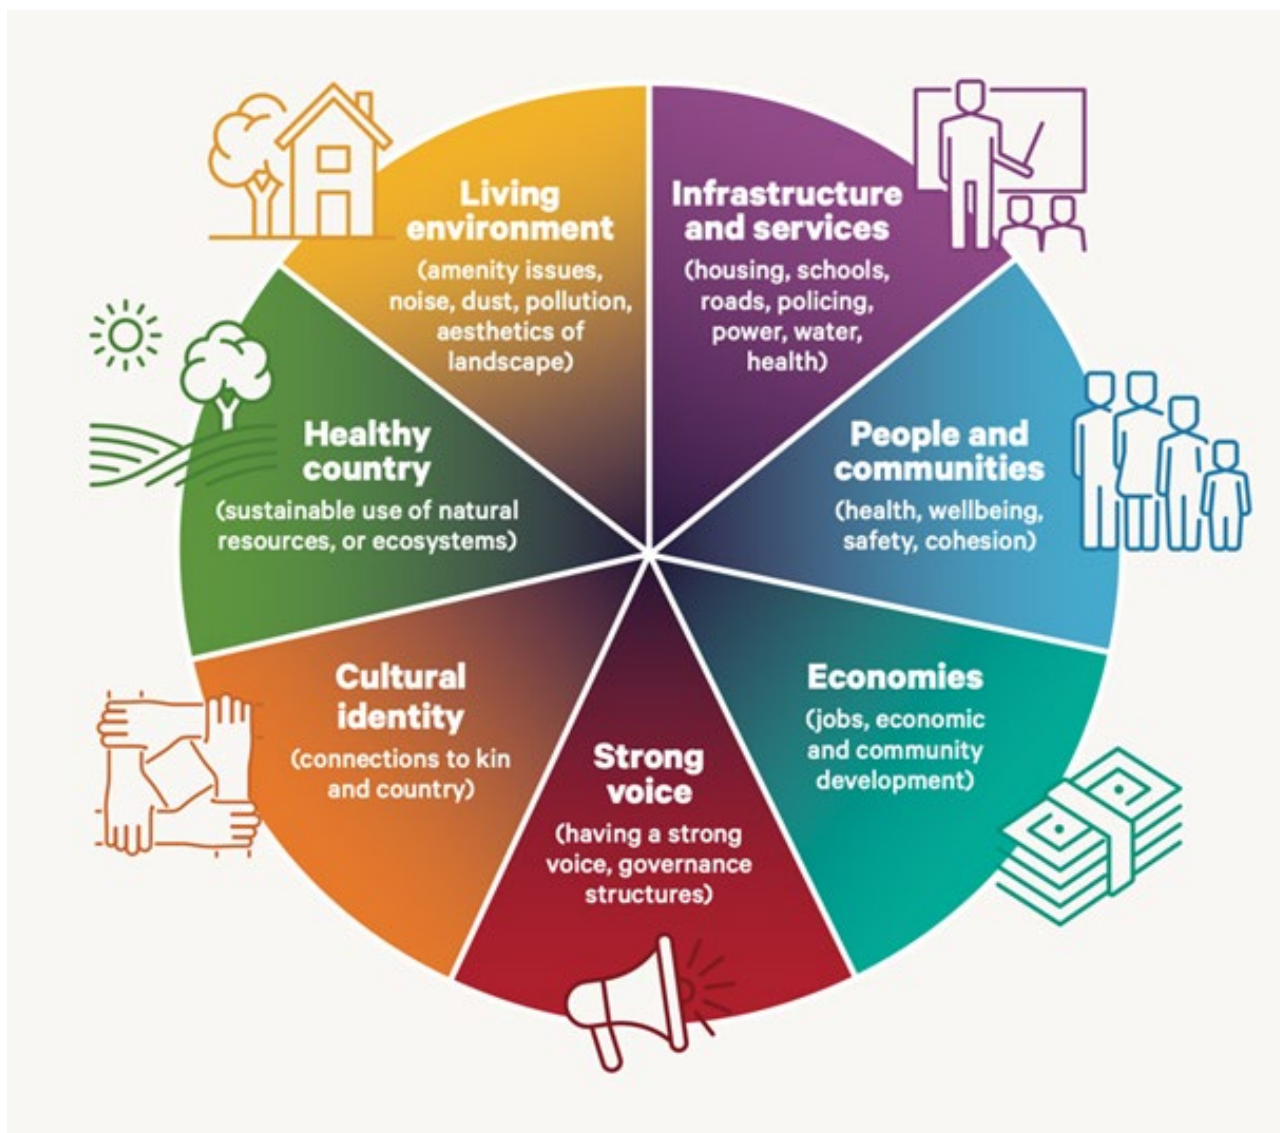 Living
environment
(amenity issues,
noise, dust, pollution,
aesthetics of
landscape)
Infrastructure
and services
(housing, schools,
roads, policing,
power, water,
health)
People and
communities
(health, wellbeing,
safety, cohesion)
Economies
(jobs, economic
and community
development)
Strong
voice
(having a strong
voice, governance
structures)
Cultural
identity
(connections to kin
and country)
Healthy
country
(sustainable use of natural
resources, or ecosystems)